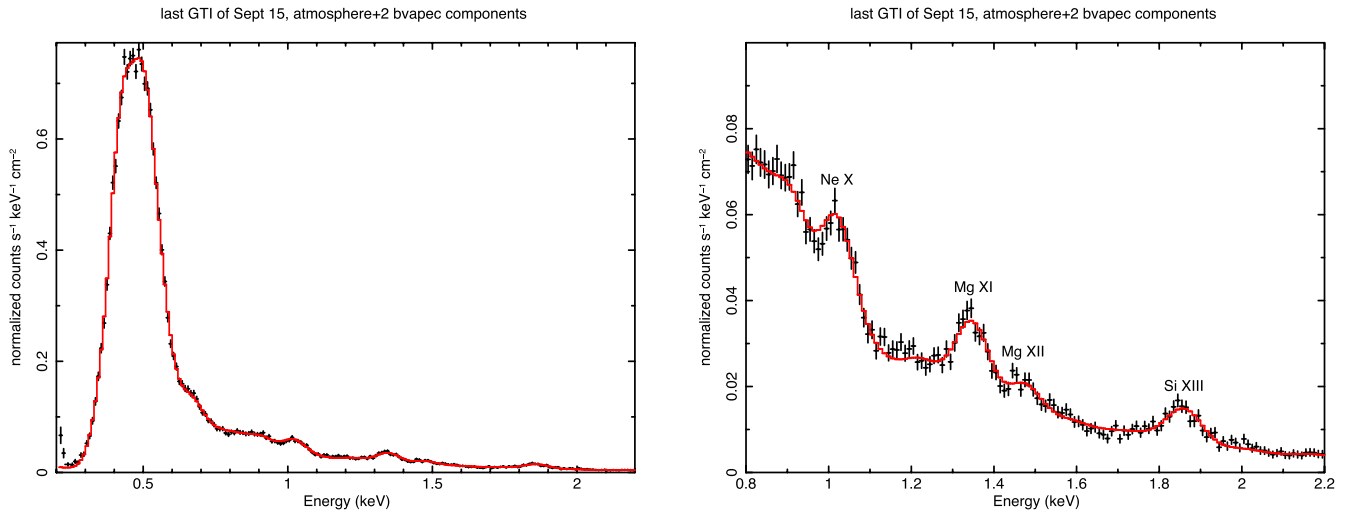 last GTI of Sept 15, atmosphere+2 bvapec components
normalized counts s⁻¹ keV⁻¹ cm⁻²
0.6
0.4
0.2
0
0.5
1
1.5
2
Energy (keV)
last GTI of Sept 15, atmosphere+2 bvapec components
normalized counts s⁻¹ keV⁻¹ cm⁻²
0.08
0.06
0.04
0.02
0
Ne X
Mg XI
Mg XII
Si XIII
0.8
1
1.2
1.4
1.6
1.8
2
2.2
Energy (keV)